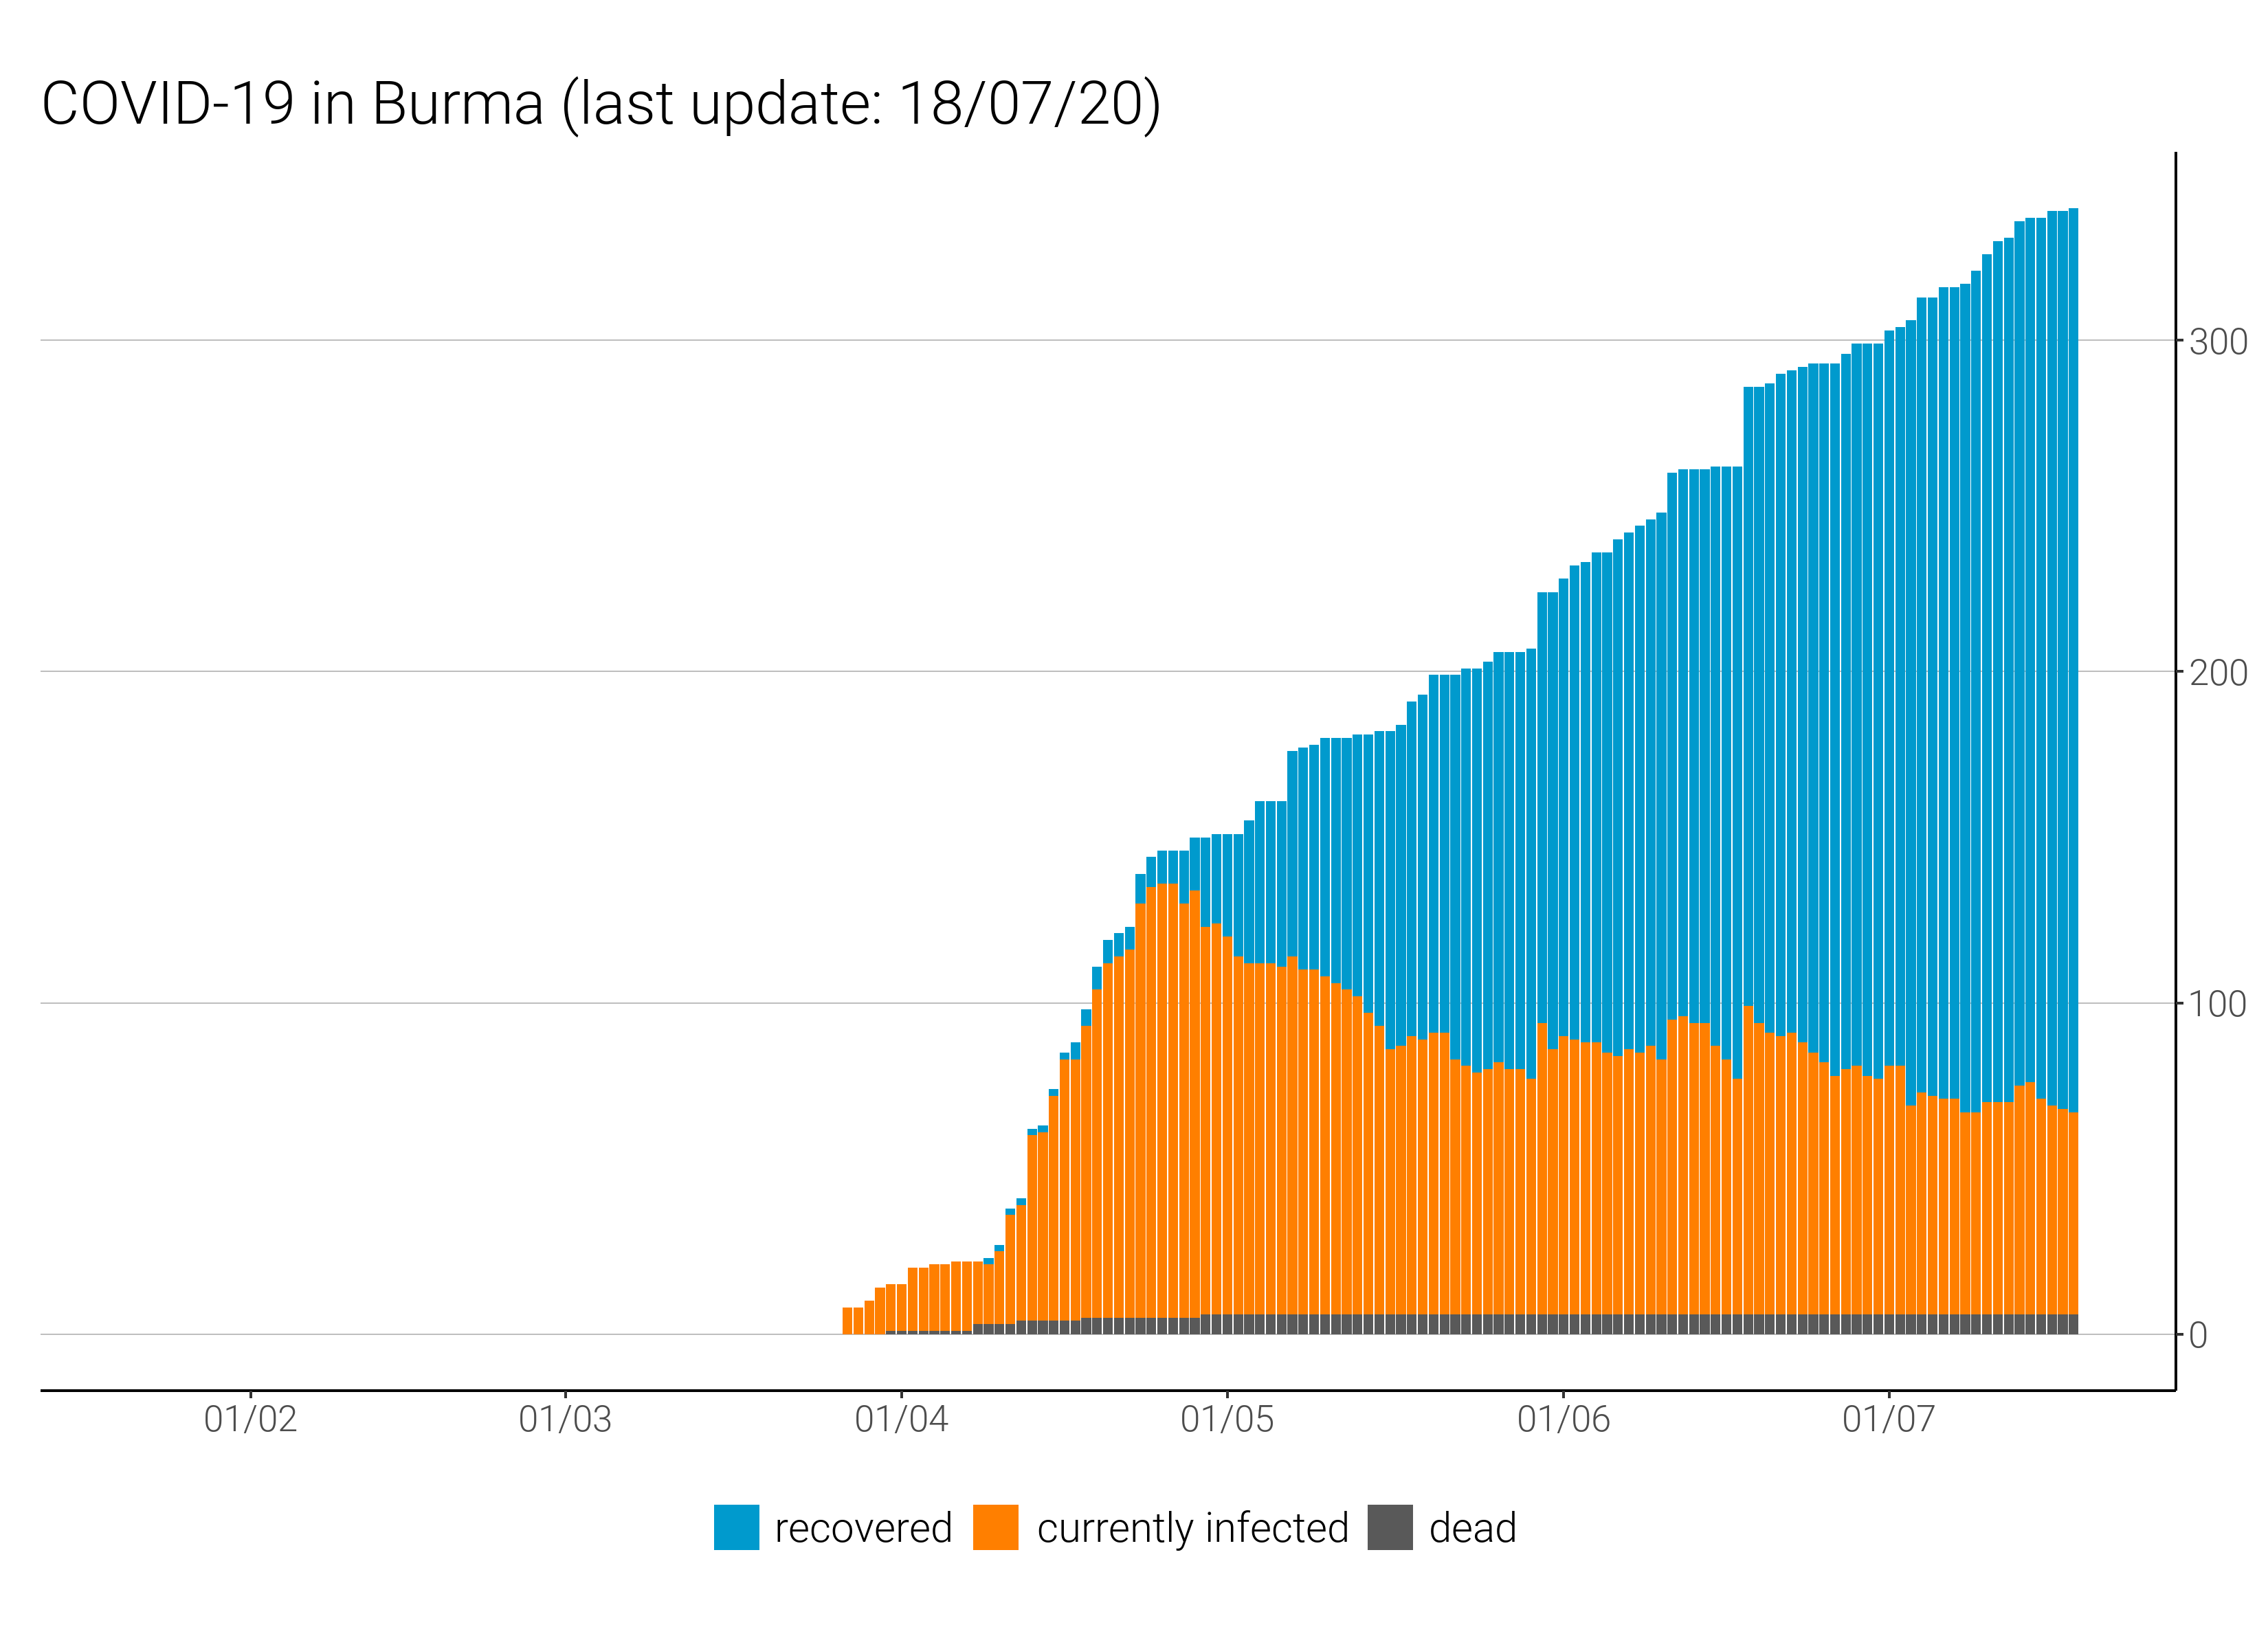 COVID-19 in Burma (last update: 18/07/20)
300
200
100
0
01/02 01/03 01/04 01/05 01/06 01/07
recovered currently infected dead